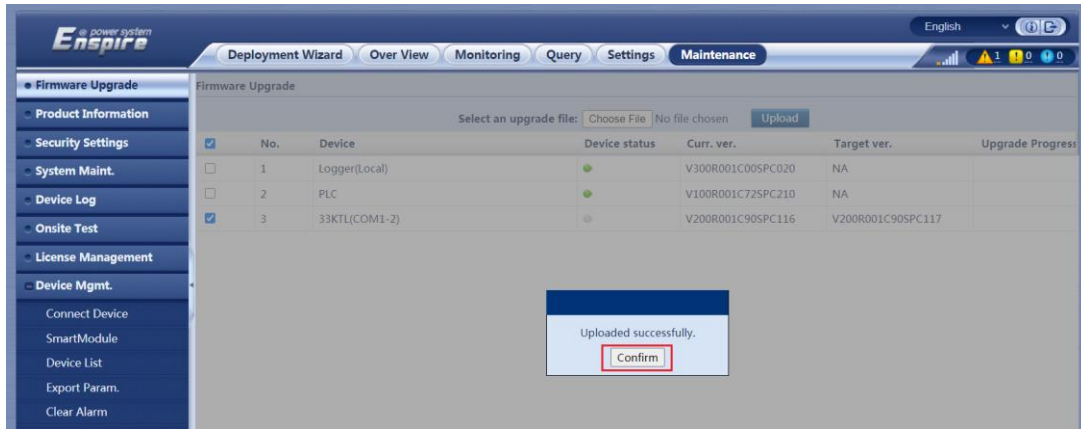 e power system
Enspire
English
Deployment Wizard Over View Monitoring Query Settings Maintenance
1 0 0
Firmware Upgrade
Product Information
Security Settings
System Maint.
Device Log
Onsite Test
License Management
Device Mgmt.
Connect Device
SmartModule
Device List
Export Param.
Clear Alarm
Firmware Upgrade
Select an upgrade file: Choose File No file chosen Upload
No. Device Device status Curr. ver. Target ver. Upgrade Progress
1 Logger(Local) V300R001C00SPC020 NA
2 PLC V100R001C72SPC210 NA
3 33KTL(COM1-2) V200R001C90SPC116 V200R001C90SPC117
Uploaded successfully.
Confirm